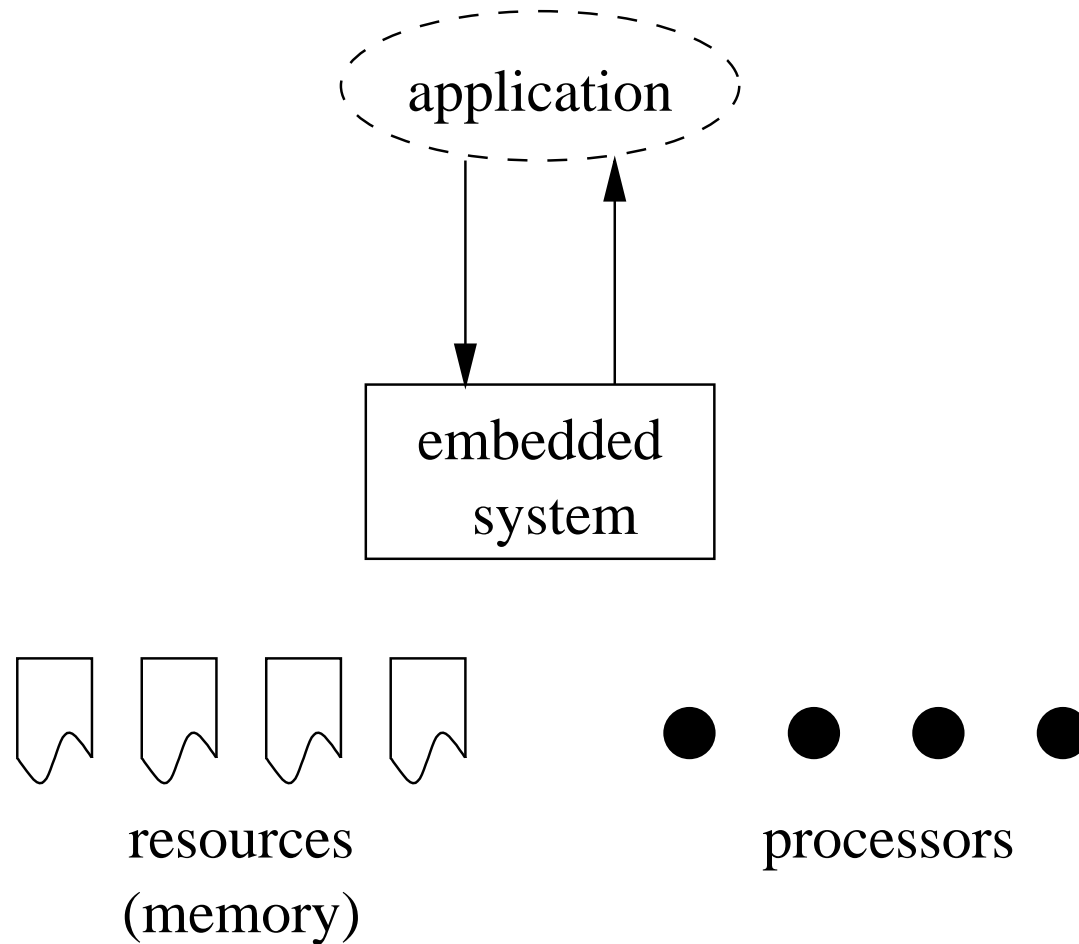 application
embedded
system
resources
(memory)
processors